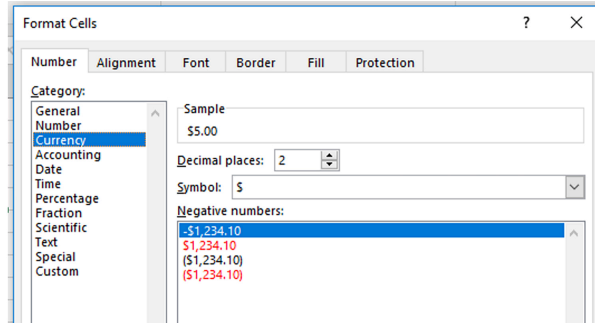 Format Cells ? ✕
Number Alignment Font Border Fill Protection
Category:
General
Number
Currency
Accounting
Date
Time
Percentage
Fraction
Scientific
Text
Special
Custom
Sample
$5.00
Decimal places: 2
Symbol: $
Negative numbers:
-$1,234.10
$1,234.10
($1,234.10)
($1,234.10)